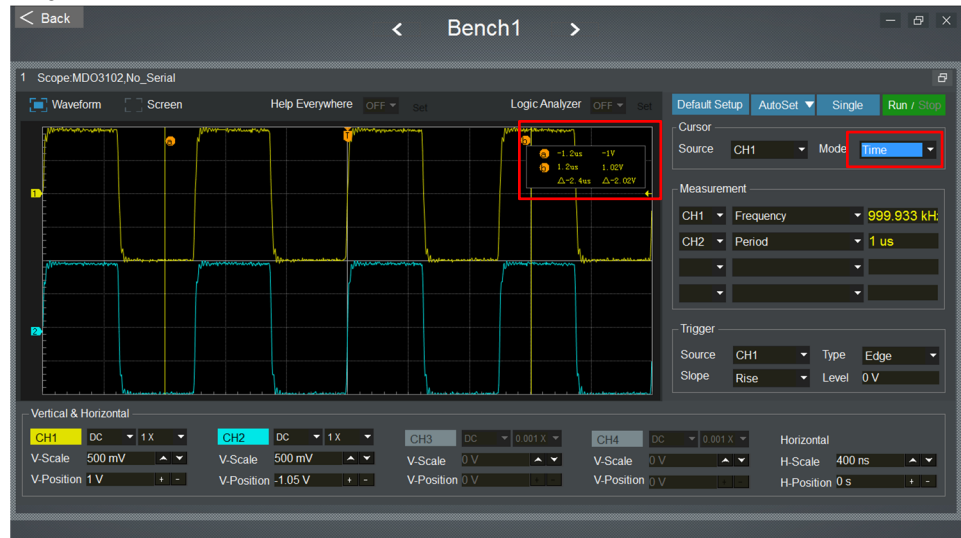 < Back
< Bench1 >
1 Scope:MDO3102,No_Serial
Waveform Screen Help Everywhere OFF Set Logic Analyzer OFF Set
Default Setup AutoSet Single Run / Stop
Cursor
Source CH1 Mode Time
T a b
a -1.2us -1V
b 1.2us 1.02V
△-2.4us △-2.02V
1
2
Measurement
CH1 Frequency 999.933 kH
CH2 Period 1 us
Trigger
Source CH1 Type Edge
Slope Rise Level 0 V
Vertical & Horizontal
CH1 DC 1 X CH2 DC 1 X CH3 DC 0.001 X CH4 DC 0.001 X Horizontal
V-Scale 500 mV V-Scale 500 mV V-Scale 0 V V-Scale 0 V H-Scale 400 ns
V-Position 1 V + - V-Position -1.05 V + - V-Position 0 V + - V-Position 0 V + - H-Position 0 s + -